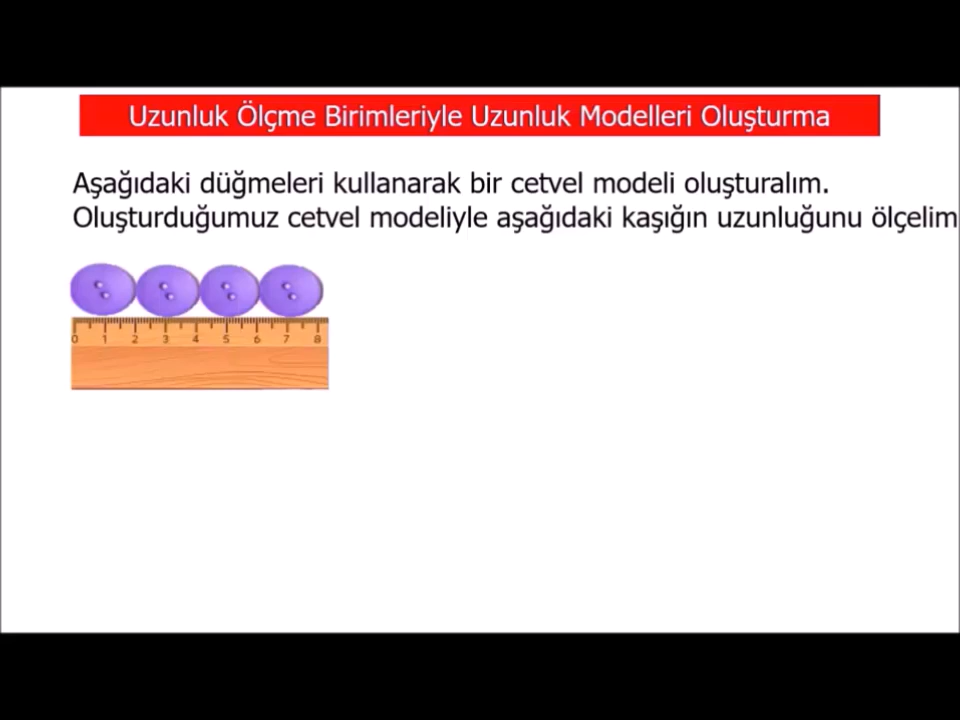 Uzunluk Ölçme Birimleriyle Uzunluk Modelleri Oluşturma
Aşağıdaki düğmeleri kullanarak bir cetvel modeli oluşturalım.
Oluşturduğumuz cetvel modeliyle aşağıdaki kaşığın uzunluğunu ölçelim
0 1 2 3 4 5 6 7 8